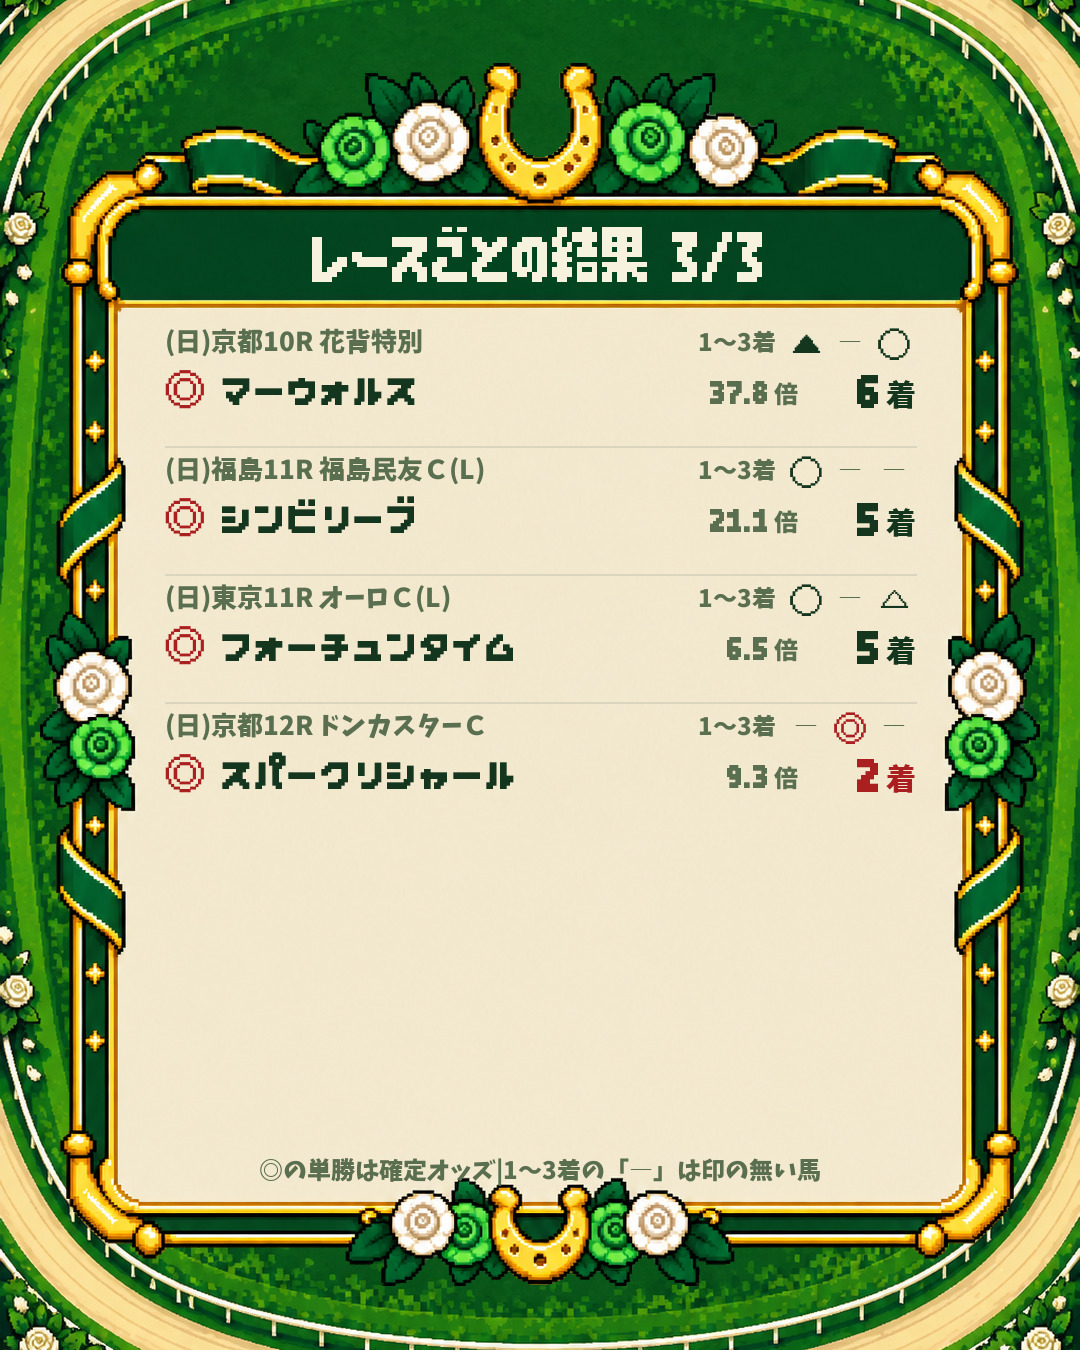 レースごとの結果 3/3
(日)京都10R 花背特別 1〜3着 ▲ － ○
◎ マーウォルス 37.8 倍 6 着
(日)福島11R 福島民友Ｃ(L) 1〜3着 ○ － －
◎ シンビリーブ 21.1 倍 5 着
(日)東京11R オーロＣ(L) 1〜3着 ○ － △
◎ フォーチュンタイム 6.5 倍 5 着
(日)京都12R ドンカスターＣ 1〜3着 － ◎ －
◎ スパークリシャール 9.3 倍 2 着
◎の単勝は確定オッズ|1〜3着の「－」は印の無い馬